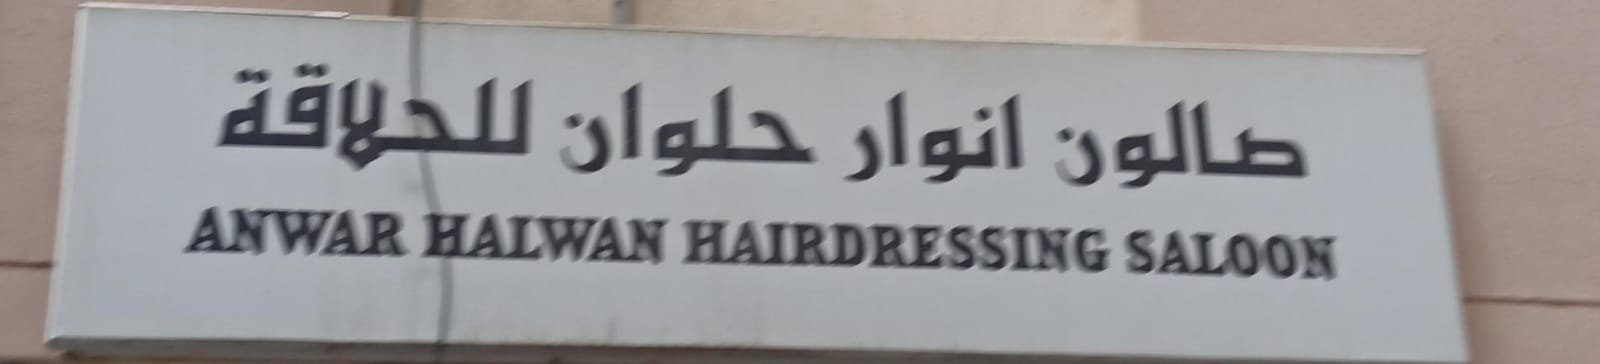 صالون انوار حلوان للحلاقة
ANWAR HALWAN HAIRDRESSING SALOON